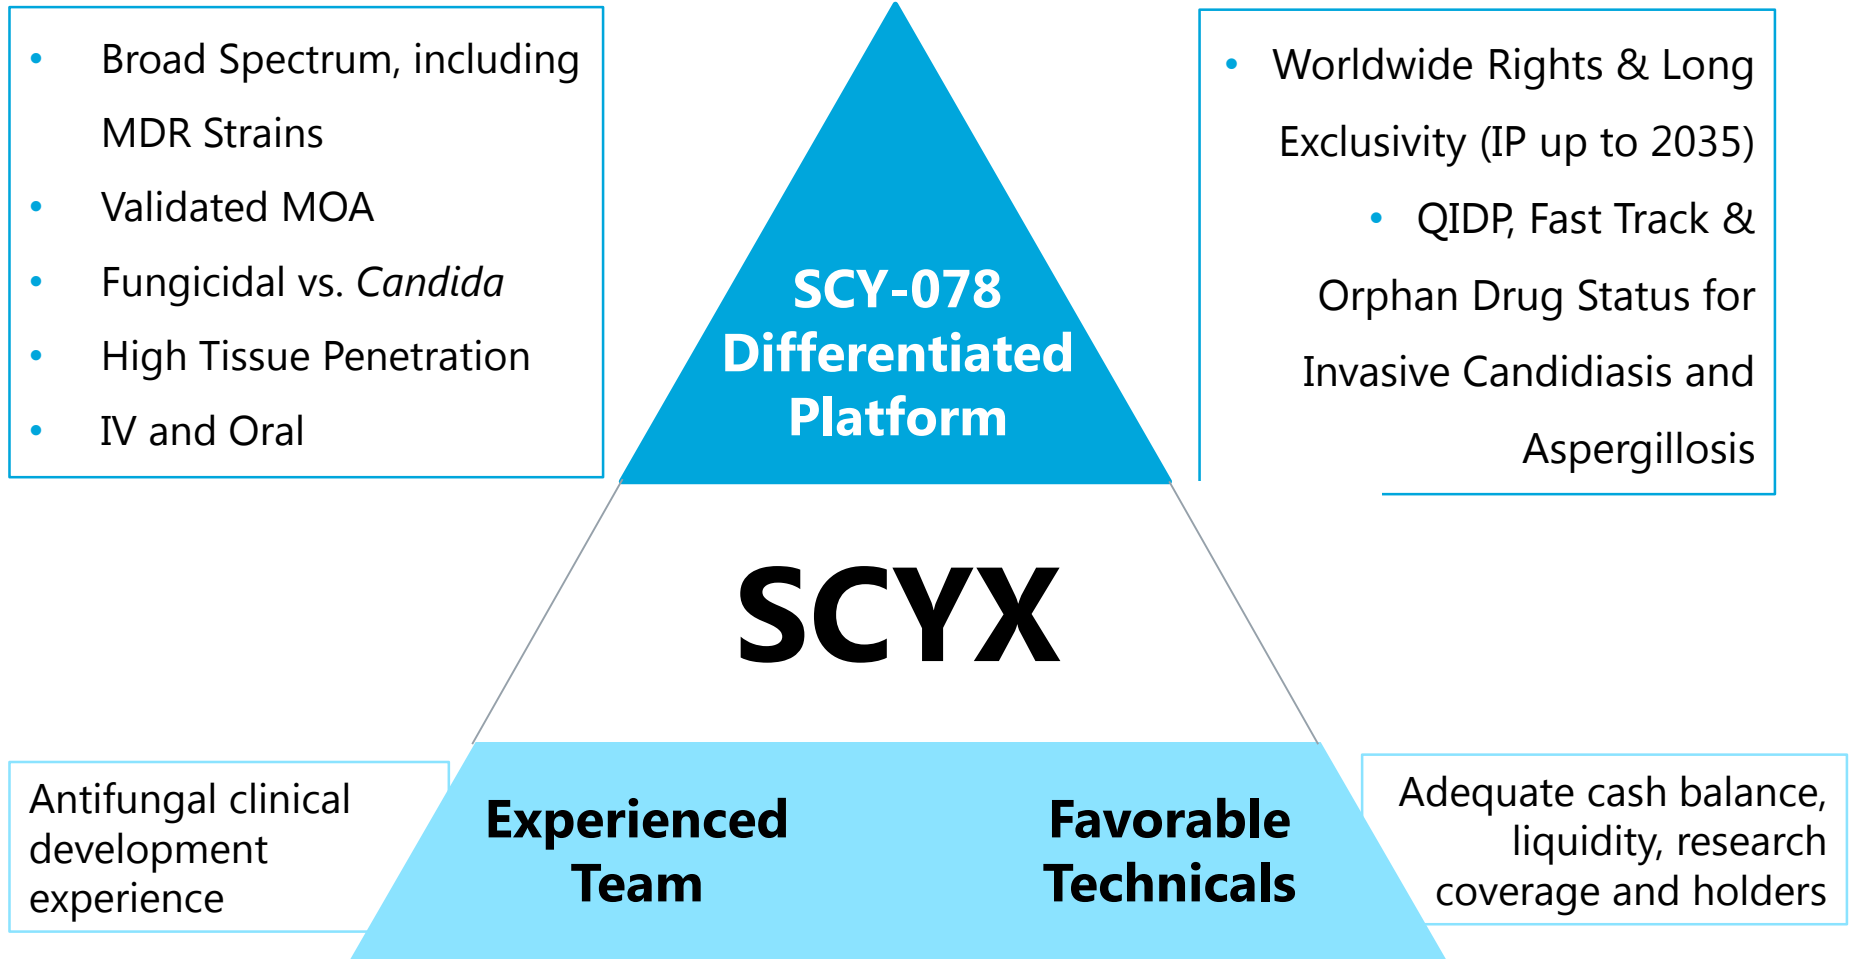 • Broad Spectrum, including
MDR Strains
• Validated MOA
• Fungicidal vs. Candida
• High Tissue Penetration
• IV and Oral
SCY-078
Differentiated
Platform
• Worldwide Rights & Long
Exclusivity (IP up to 2035)
• QIDP, Fast Track &
Orphan Drug Status for
Invasive Candidiasis and
Aspergillosis
SCYX
Antifungal clinical
development
experience
Experienced
Team
Favorable
Technicals
Adequate cash balance,
liquidity, research
coverage and holders